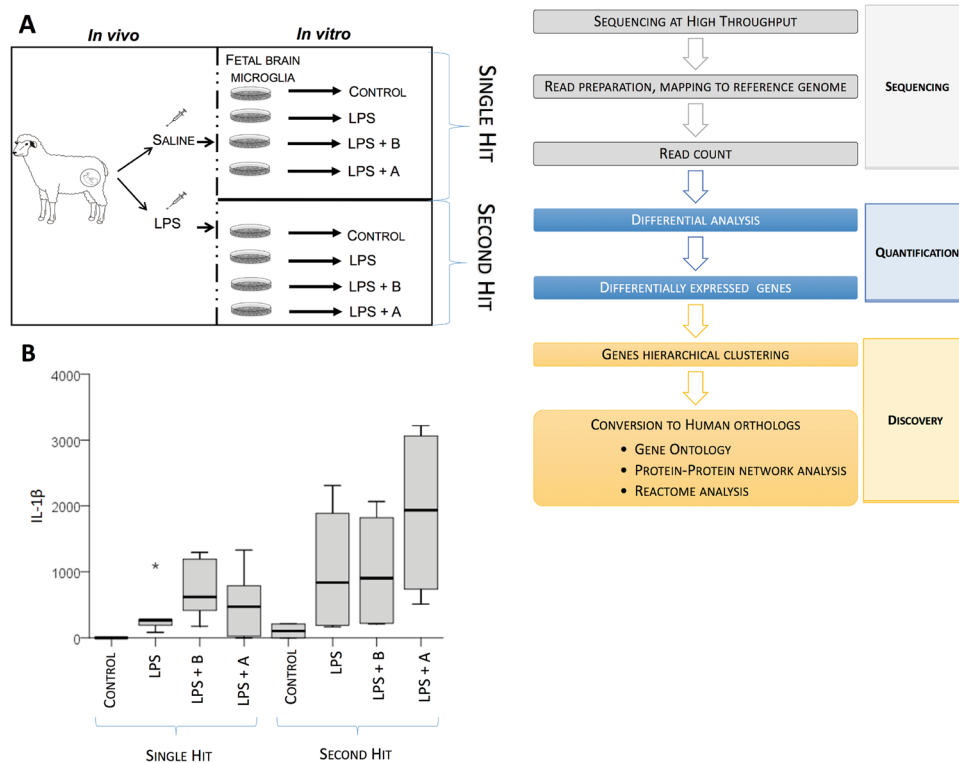 A
In vivo
In vitro
FETAL BRAIN
MICROGLIA
CONTROL
LPS
LPS + B
LPS + A
SALINE
LPS
CONTROL
LPS
LPS + B
LPS + A
SINGLE HIT
SECOND HIT
SEQUENCING AT HIGH THROUGHPUT
READ PREPARATION, MAPPING TO REFERENCE GENOME
READ COUNT
SEQUENCING
DIFFERENTIAL ANALYSIS
DIFFERENTIALLY EXPRESSED GENES
QUANTIFICATION
GENES HIERARCHICAL CLUSTERING
CONVERSION TO HUMAN ORTHOLOGS
• GENE ONTOLOGY
• PROTEIN-PROTEIN NETWORK ANALYSIS
• REACTOME ANALYSIS
DISCOVERY
B
IL-1β
4000
3000
2000
1000
0
*
CONTROL
LPS
LPS + B
LPS + A
CONTROL
LPS
LPS + B
LPS + A
SINGLE HIT
SECOND HIT